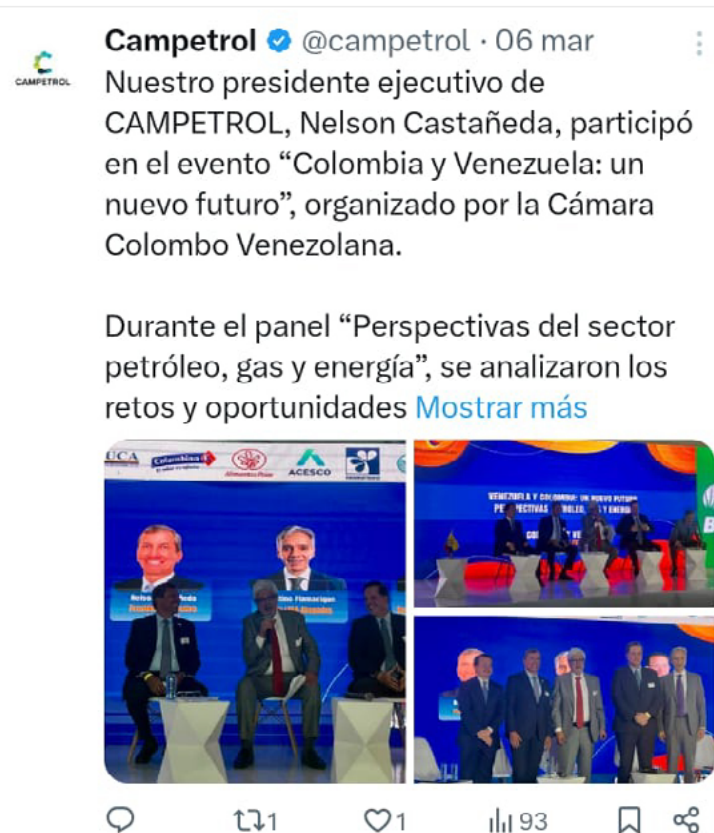 Campetrol @campetrol · 06 mar
CAMPETROL
Nuestro presidente ejecutivo de
CAMPETROL, Nelson Castañeda, participó
en el evento “Colombia y Venezuela: un
nuevo futuro”, organizado por la Cámara
Colombo Venezolana.
Durante el panel “Perspectivas del sector
petróleo, gas y energía”, se analizaron los
retos y oportunidades Mostrar más
UCA
Colombina
ACESCO
VENEZUELA Y COLOMBIA: UN NUEVO FUTURO
1
1
93